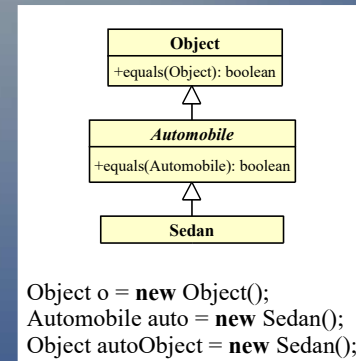 Object
+equals(Object): boolean
Automobile
+equals(Automobile): boolean
Sedan
Object o = new Object();
Automobile auto = new Sedan();
Object autoObject = new Sedan();